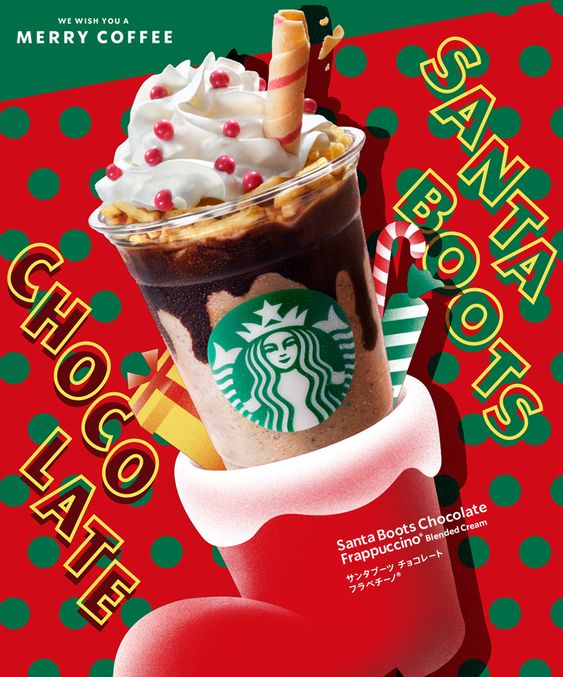 WE WISH YOU A
MERRY COFFEE
SANTA
BOOTS
CHOCO
LATE
Santa Boots Chocolate
Frappuccino® Blended Cream
サンタブーツ チョコレート
フラペチーノ®